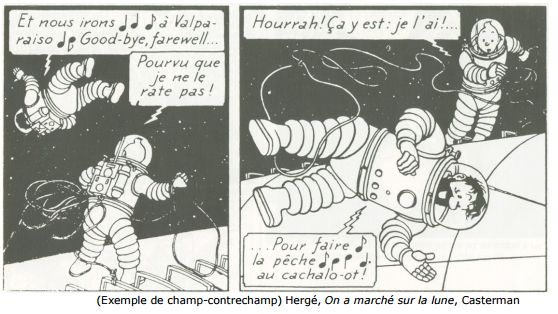 Et nous irons ♩ ♩ ♪ à Valpa-
raiso ♪ Good-bye, farewell...
Pourvu que
je ne le
rate pas!
Hourrah! Ça y est: je l'ai!...
...Pour faire ♪
la pêche ♪ ♪ ♪ ♩
au cachalo-ot!
(Exemple de champ-contrechamp) Hergé, On a marché sur la lune, Casterman